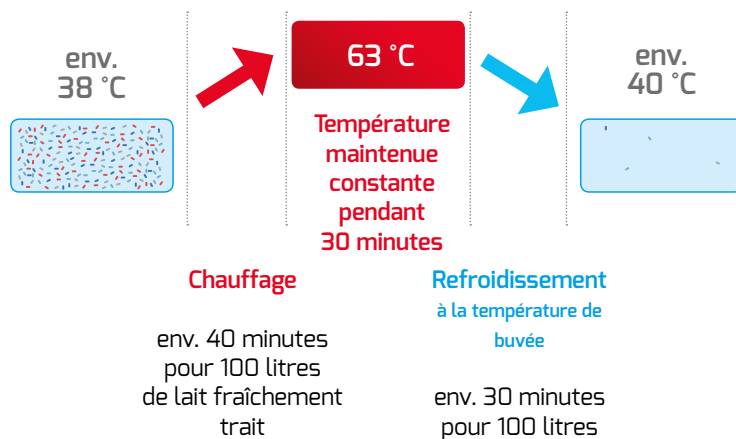 env.
38 °C
63 °C
env.
40 °C
Température
maintenue
constante
pendant
30 minutes
Chauffage
env. 40 minutes
pour 100 litres
de lait fraîchement
trait
Refroidissement
à la température de
buvée
env. 30 minutes
pour 100 litres